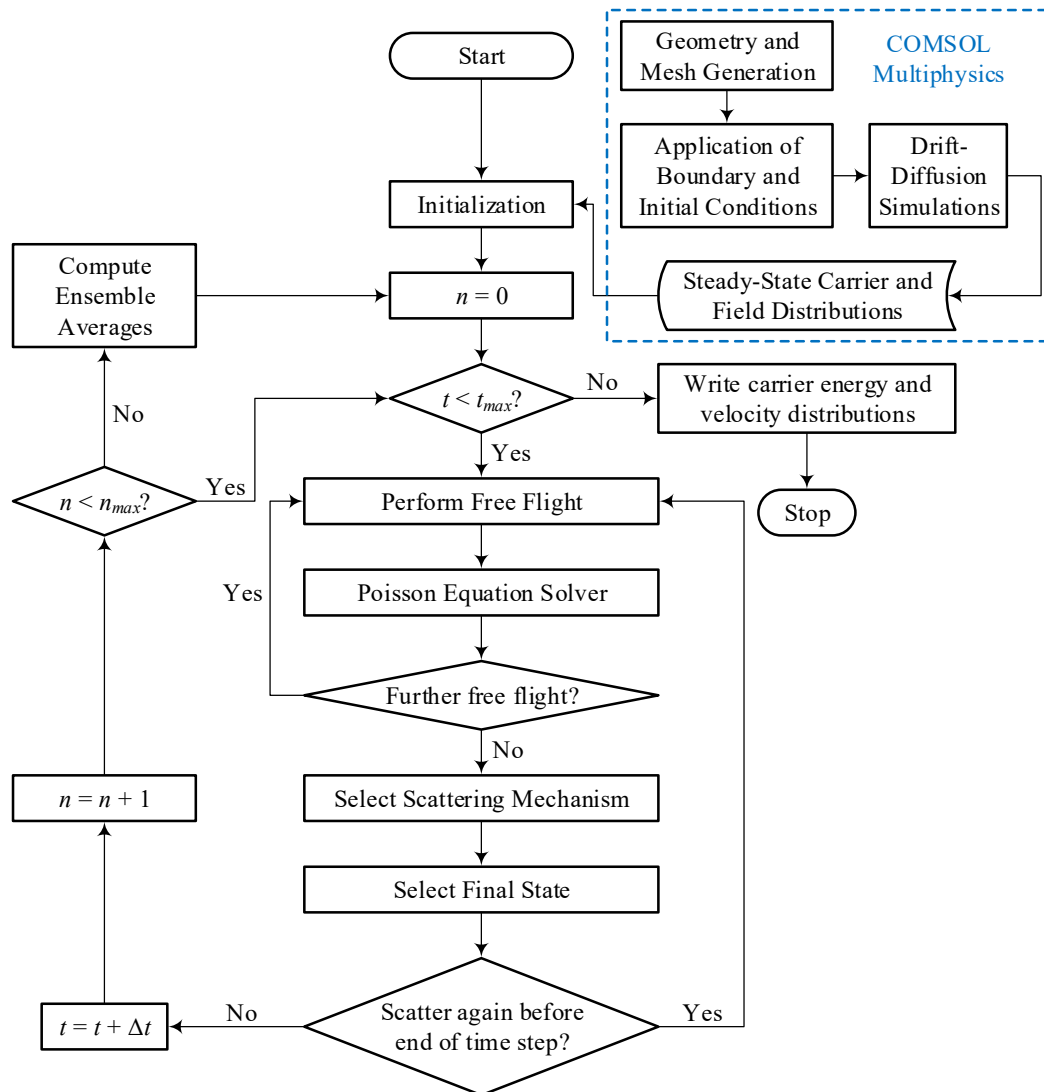 Start
Geometry and
Mesh Generation
COMSOL
Multiphysics
Application of
Boundary and
Initial Conditions
Drift-
Diffusion
Simulations
Initialization
Steady-State Carrier and
Field Distributions
Compute
Ensemble
Averages
n = 0
No
t < tmax?
No
Write carrier energy and
velocity distributions
Yes
n < nmax?
Yes
Perform Free Flight
Stop
Yes
Poisson Equation Solver
Further free flight?
No
n = n + 1
Select Scattering Mechanism
Select Final State
t = t + Δt
No
Scatter again before
end of time step?
Yes